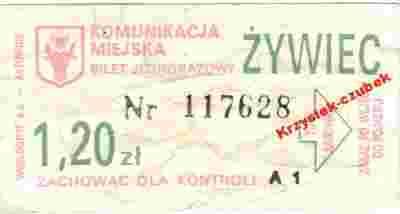 KOMUNIKACJA
MIEJSKA
BILET JEDNORAZOWY
ŻYWIEC
Nr 117628
Krzysiek-czubek
1,20 zł
ZACHOWAĆ DLA KONTROLI A 1